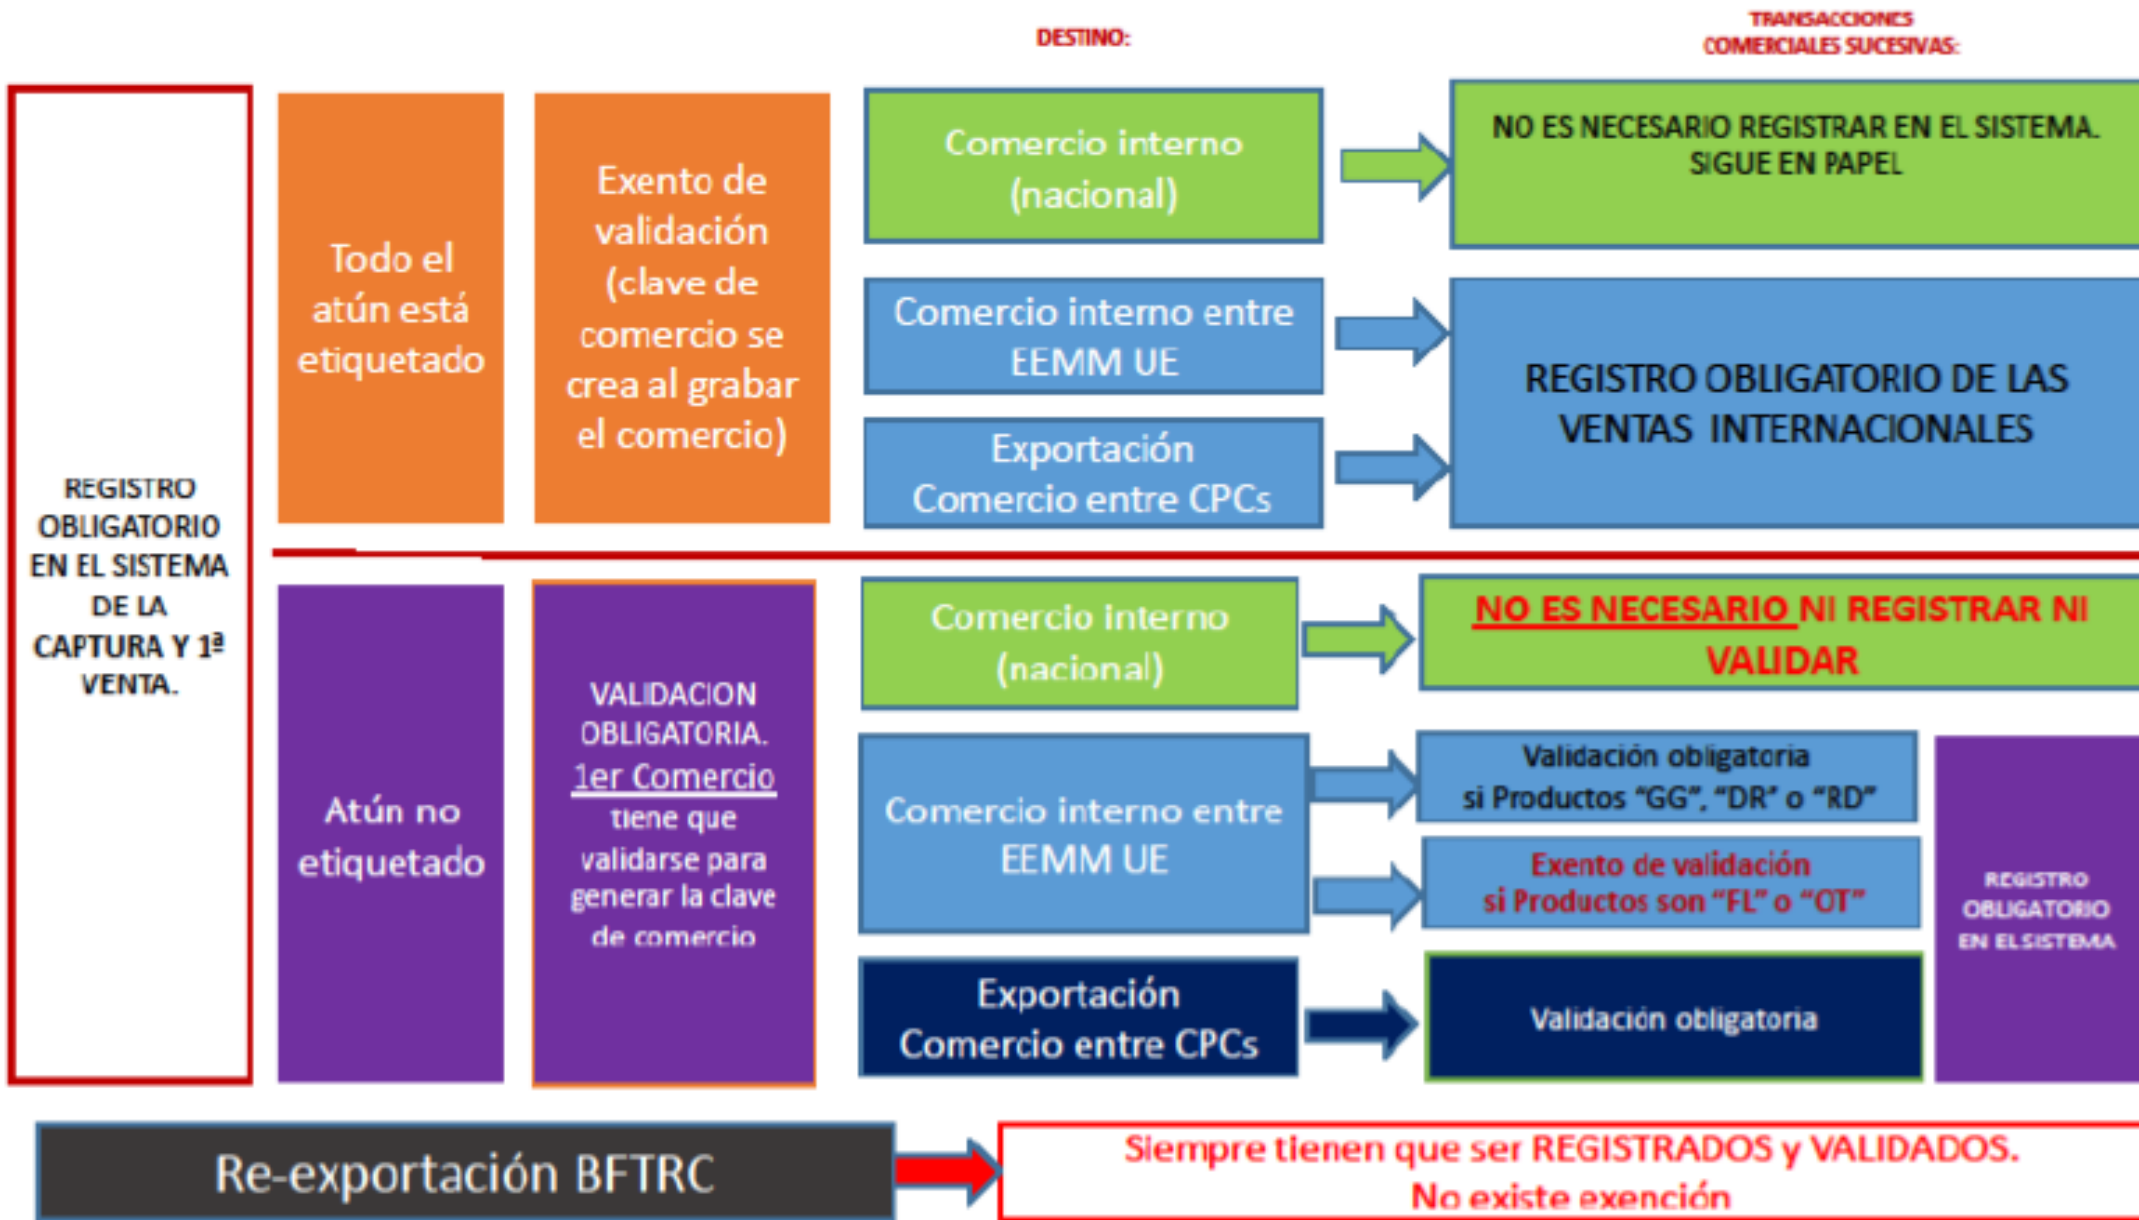 DESTINO:
TRANSACCIONES
COMERCIALES SUCESIVAS:
REGISTRO
OBLIGATORIO
EN EL SISTEMA
DE LA
CAPTURA Y 1ª
VENTA.
Todo el
atún está
etiquetado
Exento de
validación
(clave de
comercio se
crea al grabar
el comercio)
Comercio interno
(nacional)
NO ES NECESARIO REGISTRAR EN EL SISTEMA.
SIGUE EN PAPEL
Comercio interno entre
EEMM UE
Exportación
Comercio entre CPCs
REGISTRO OBLIGATORIO DE LAS
VENTAS INTERNACIONALES
Atún no
etiquetado
VALIDACION
OBLIGATORIA.
1er Comercio
tiene que
validarse para
generar la clave
de comercio
Comercio interno
(nacional)
NO ES NECESARIO NI REGISTRAR NI
VALIDAR
Comercio interno entre
EEMM UE
Validación obligatoria
si Productos “GG”, “DR” o “RD”
Exento de validación
si Productos son “FL” o “OT”
Exportación
Comercio entre CPCs
Validación obligatoria
REGISTRO
OBLIGATORIO
EN EL SISTEMA
Re-exportación BFTRC
Siempre tienen que ser REGISTRADOS y VALIDADOS.
No existe exención